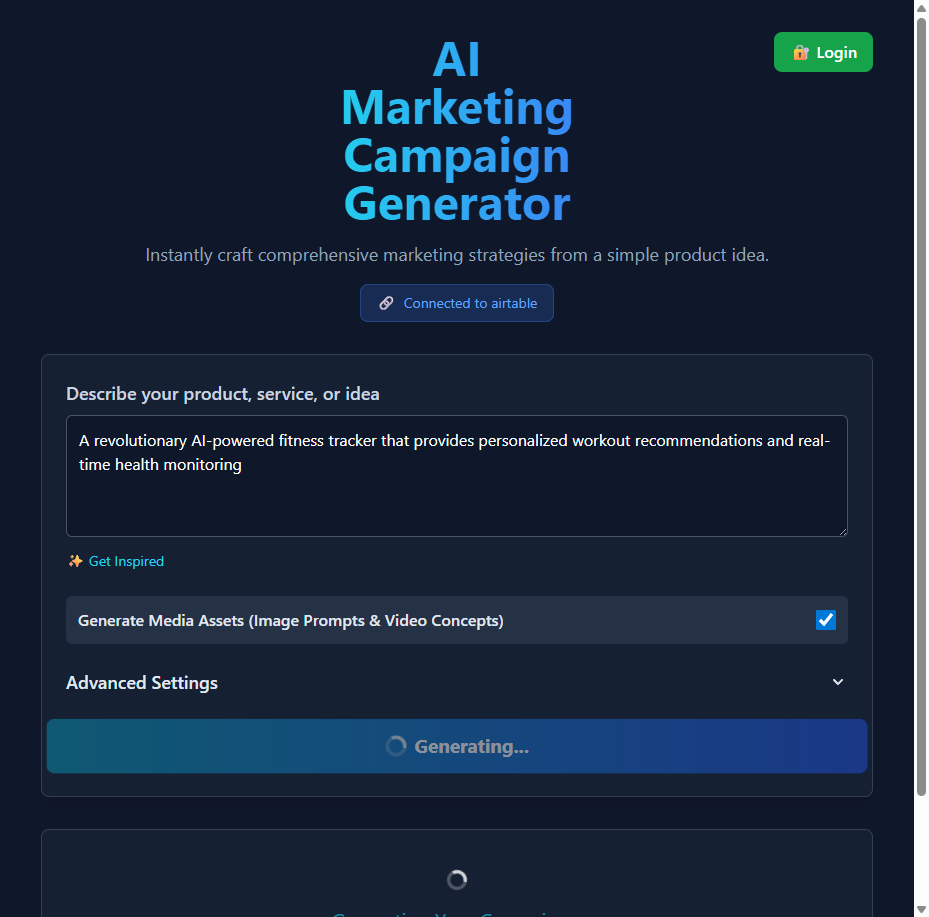 AI
Marketing
Campaign
Generator
Login
Instantly craft comprehensive marketing strategies from a simple product idea.
Connected to airtable
Describe your product, service, or idea
A revolutionary AI-powered fitness tracker that provides personalized workout recommendations and real-
time health monitoring
Get Inspired
Generate Media Assets (Image Prompts & Video Concepts)
Advanced Settings
Generating...